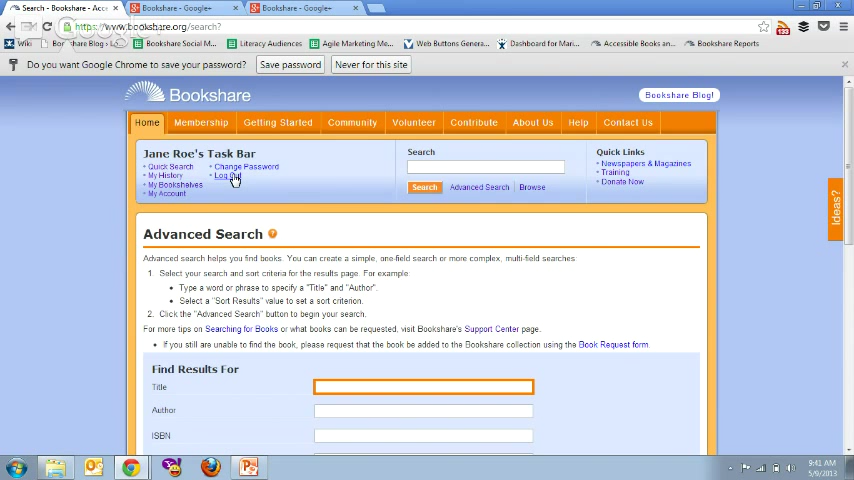 Search - Bookshare - Acce
Bookshare - Google+
Bookshare - Google+
https://www.bookshare.org/search?
Google+
133
Wiki
Bookshare Blog
Bookshare Social M...
Literacy Audiences
Motivational Sweet
Web Buttons Genera...
Dashboard for Mari...
Accessible Books an...
Bookshare Reports
Do you want Google Chrome to save your password?
Save password
Never for this site
Bookshare
Bookshare Blog!
Home
Membership
Getting Started
Community
Volunteer
Contribute
About Us
Help
Contact Us
Jane Roe's Task Bar
Quick Search
Change Password
My History
Log Out
My Bookshelves
My Account
Search
Search
Advanced Search
Browse
Quick Links
Newspapers & Magazines
Training
Donate Now
Ideas?
Advanced Search
Advanced search helps you find books. You can create a simple, one-field search or more complex, multi-field searches:
1. Select your search and sort criteria for the results page. For example:
Type a word or phrase to specify a "Title" and "Author".
Select a "Sort Results" value to set a sort criterion.
2. Click the "Advanced Search" button to begin your search.
For more tips on Searching for Books or what books can be requested, visit Bookshare's Support Center page.
If you still are unable to find the book, please request that the book be added to the Bookshare collection using the Book Request form.
Find Results For
Title
Author
ISBN
9:41 AM
5/9/2013